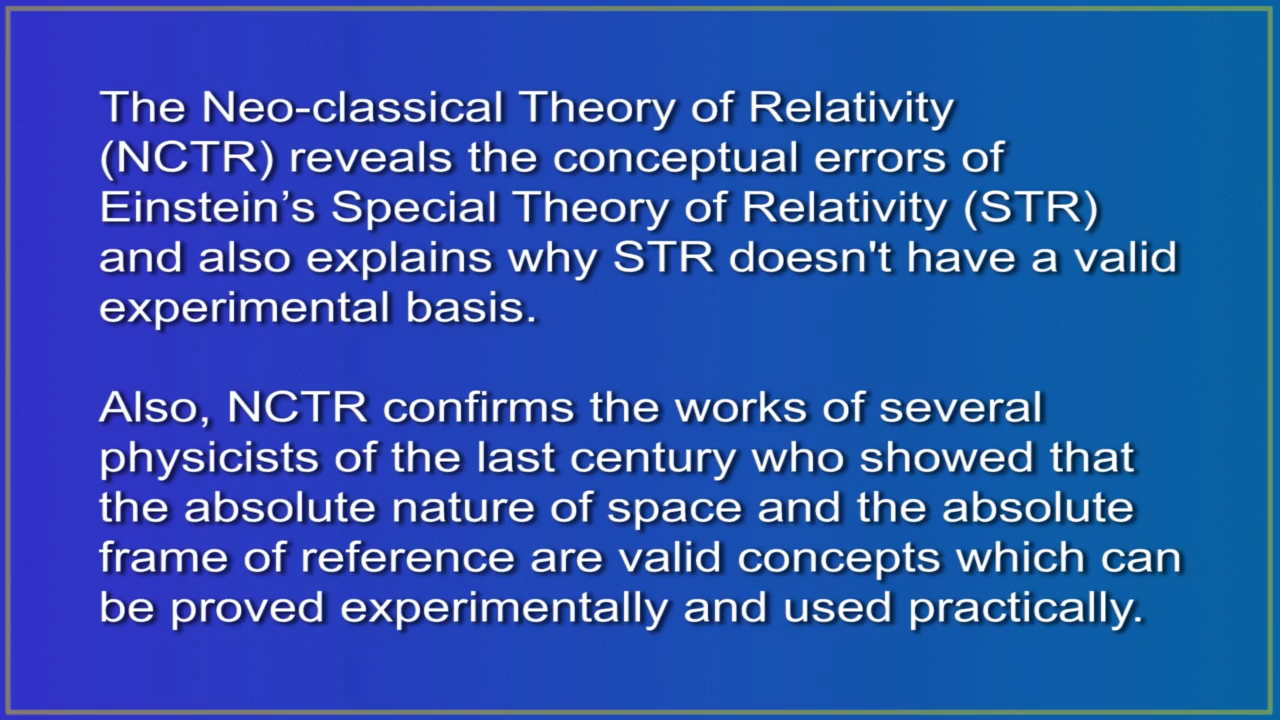 The Neo-classical Theory of Relativity
(NCTR) reveals the conceptual errors of
Einstein’s Special Theory of Relativity (STR)
and also explains why STR doesn't have a valid
experimental basis.
Also, NCTR confirms the works of several
physicists of the last century who showed that
the absolute nature of space and the absolute
frame of reference are valid concepts which can
be proved experimentally and used practically.